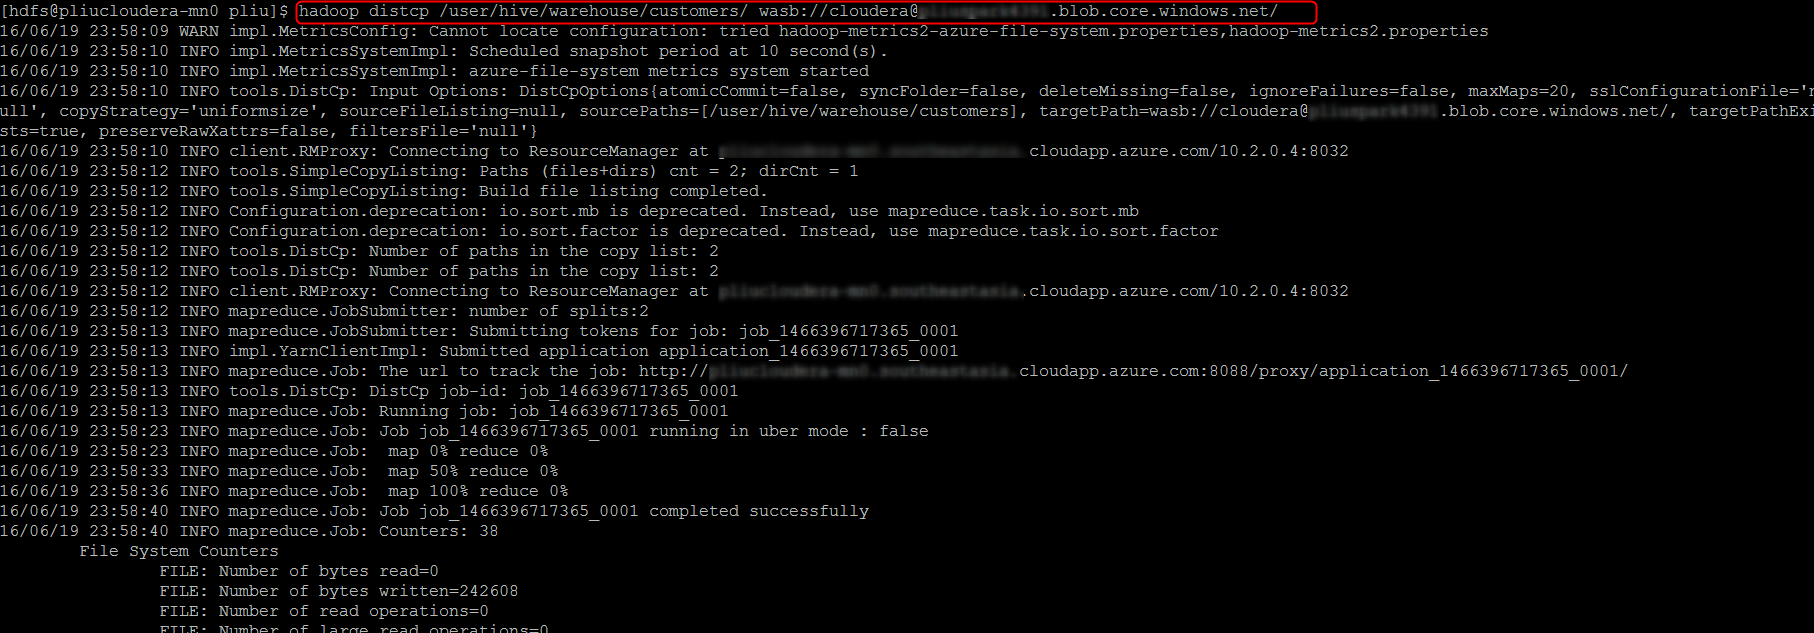 [hdfs@pliucloudera-mn0 pliu]$ hadoop distcp /user/hive/warehouse/customers/ wasb://cloudera@ .blob.core.windows.net/
16/06/19 23:58:09 WARN impl.MetricsConfig: Cannot locate configuration: tried hadoop-metrics2-azure-file-system.properties,hadoop-metrics2.properties
16/06/19 23:58:10 INFO impl.MetricsSystemImpl: Scheduled snapshot period at 10 second(s).
16/06/19 23:58:10 INFO impl.MetricsSystemImpl: azure-file-system metrics system started
16/06/19 23:58:10 INFO tools.DistCp: Input Options: DistCpOptions{atomicCommit=false, syncFolder=false, deleteMissing=false, ignoreFailures=false, maxMaps=20, sslConfigurationFile='n
ull', copyStrategy='uniformsize', sourceFileListing=null, sourcePaths=[/user/hive/warehouse/customers], targetPath=wasb://cloudera@ .blob.core.windows.net/, targetPathExi
sts=true, preserveRawXattrs=false, filtersFile='null'}
16/06/19 23:58:10 INFO client.RMProxy: Connecting to ResourceManager at .cloudapp.azure.com/10.2.0.4:8032
16/06/19 23:58:12 INFO tools.SimpleCopyListing: Paths (files+dirs) cnt = 2; dirCnt = 1
16/06/19 23:58:12 INFO tools.SimpleCopyListing: Build file listing completed.
16/06/19 23:58:12 INFO Configuration.deprecation: io.sort.mb is deprecated. Instead, use mapreduce.task.io.sort.mb
16/06/19 23:58:12 INFO Configuration.deprecation: io.sort.factor is deprecated. Instead, use mapreduce.task.io.sort.factor
16/06/19 23:58:12 INFO tools.DistCp: Number of paths in the copy list: 2
16/06/19 23:58:12 INFO tools.DistCp: Number of paths in the copy list: 2
16/06/19 23:58:12 INFO client.RMProxy: Connecting to ResourceManager at .cloudapp.azure.com/10.2.0.4:8032
16/06/19 23:58:12 INFO mapreduce.JobSubmitter: number of splits:2
16/06/19 23:58:13 INFO mapreduce.JobSubmitter: Submitting tokens for job: job_1466396717365_0001
16/06/19 23:58:13 INFO impl.YarnClientImpl: Submitted application application_1466396717365_0001
16/06/19 23:58:13 INFO mapreduce.Job: The url to track the job: http:// .cloudapp.azure.com:8088/proxy/application_1466396717365_0001/
16/06/19 23:58:13 INFO tools.DistCp: DistCp job-id: job_1466396717365_0001
16/06/19 23:58:13 INFO mapreduce.Job: Running job: job_1466396717365_0001
16/06/19 23:58:23 INFO mapreduce.Job: Job job_1466396717365_0001 running in uber mode : false
16/06/19 23:58:23 INFO mapreduce.Job:  map 0% reduce 0%
16/06/19 23:58:33 INFO mapreduce.Job:  map 50% reduce 0%
16/06/19 23:58:36 INFO mapreduce.Job:  map 100% reduce 0%
16/06/19 23:58:40 INFO mapreduce.Job: Job job_1466396717365_0001 completed successfully
16/06/19 23:58:40 INFO mapreduce.Job: Counters: 38
File System Counters
FILE: Number of bytes read=0
FILE: Number of bytes written=242608
FILE: Number of read operations=0
FILE: Number of large read operations=0